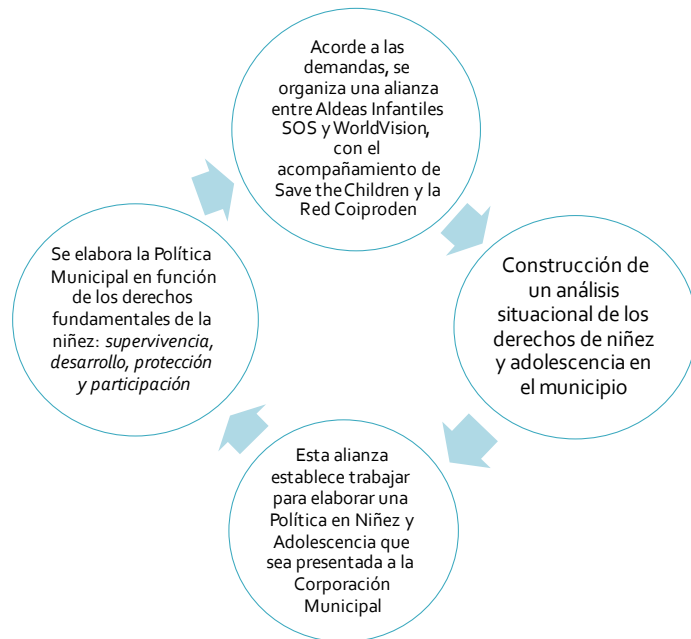 Acorde a las
demandas, se
organiza una alianza
entre Aldeas Infantiles
SOS y WorldVision,
con el
acompañamiento de
Save the Children y la
Red Coiproden
Construcción de
un análisis
situacional de los
derechos de niñez
y adolescencia en
el municipio
Esta alianza
establece trabajar
para elaborar una
Política en Niñez y
Adolescencia que
sea presentada a la
Corporación
Municipal
Se elabora la Política
Municipal en función
de los derechos
fundamentales de la
niñez: supervivencia,
desarrollo, protección
y participación